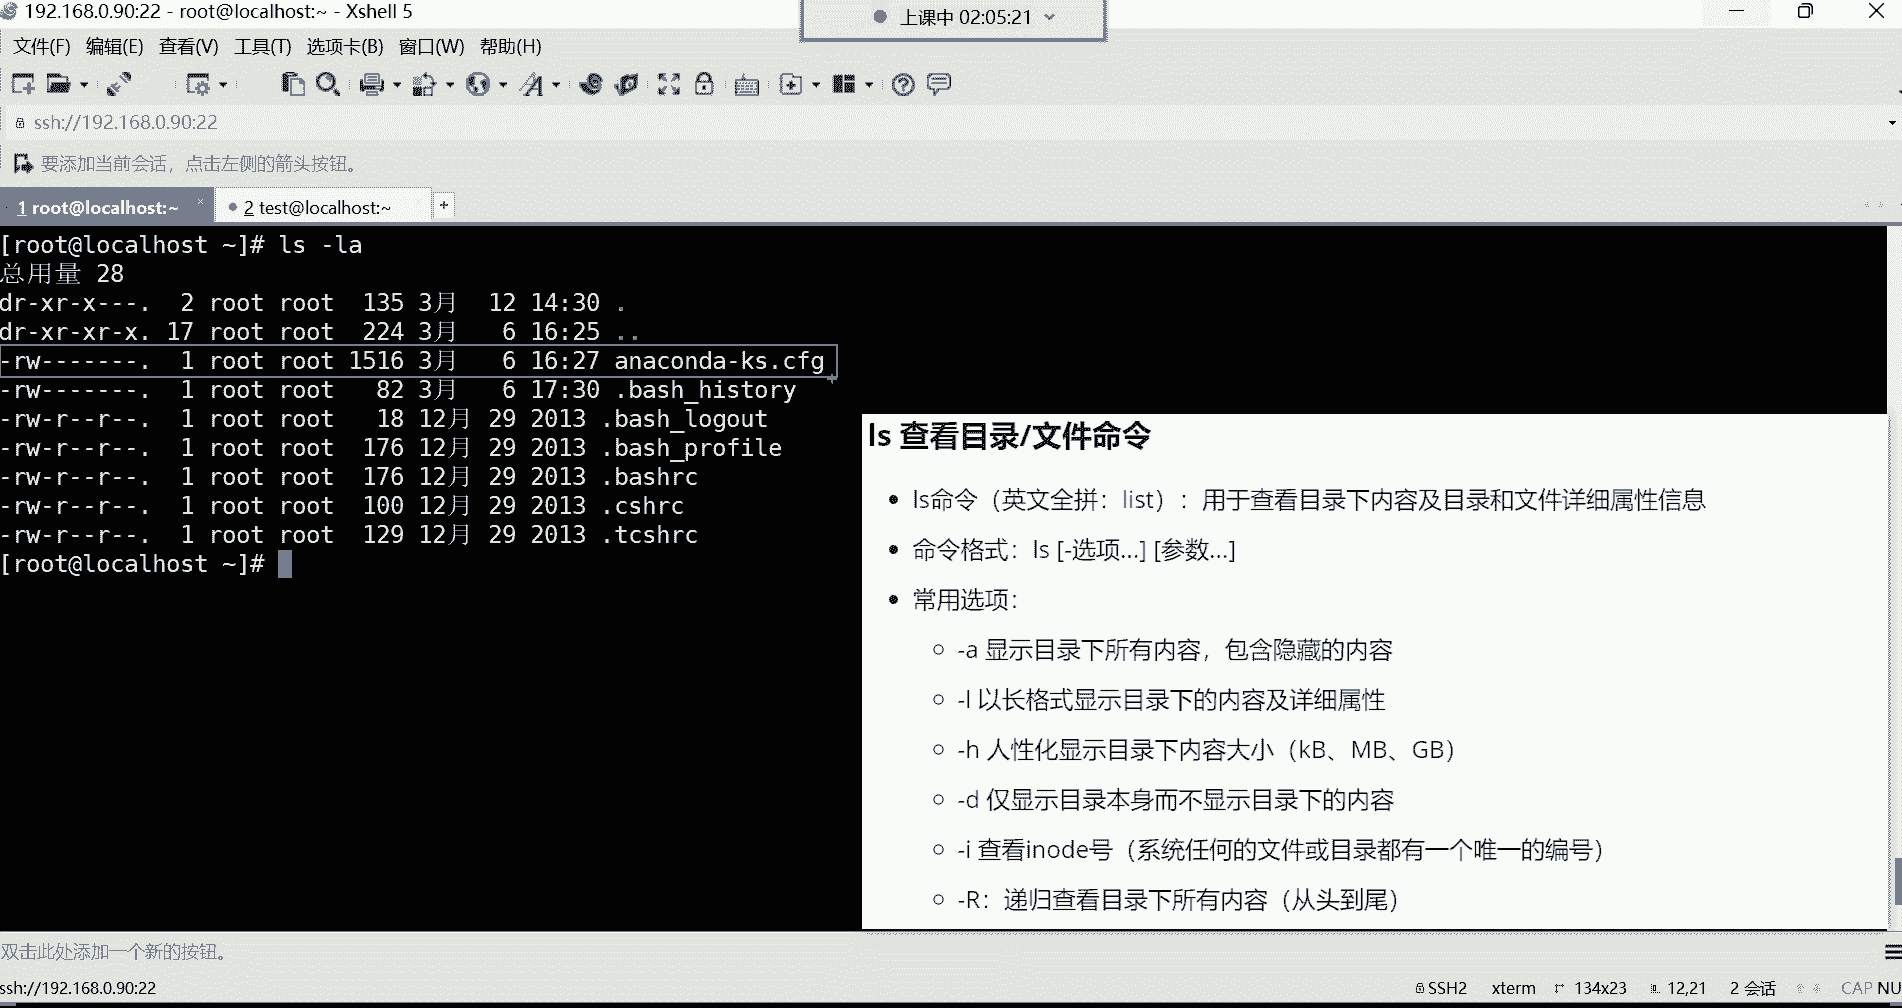 192.168.0.90:22 - root@localhost:~ - Xshell 5
上课中 02:05:21
文件(F) 编辑(E) 查看(V) 工具(T) 选项卡(B) 窗口(W) 帮助(H)
ssh://192.168.0.90:22
要添加当前会话，点击左侧的箭头按钮。
1 root@localhost:~ × 2 test@localhost:~ +
[root@localhost ~]# ls -la
总用量 28
dr-xr-x---.  2 root root  135 3月  12 14:30 .
dr-xr-xr-x. 17 root root  224 3月   6 16:25 ..
-rw-------.  1 root root 1516 3月   6 16:27 anaconda-ks.cfg
-rw-------.  1 root root   82 3月   6 17:30 .bash_history
-rw-r--r--.  1 root root   18 12月 29 2013 .bash_logout
-rw-r--r--.  1 root root  176 12月 29 2013 .bash_profile
-rw-r--r--.  1 root root  176 12月 29 2013 .bashrc
-rw-r--r--.  1 root root  100 12月 29 2013 .cshrc
-rw-r--r--.  1 root root  129 12月 29 2013 .tcshrc
[root@localhost ~]#
ls 查看目录/文件命令
• ls命令（英文全拼：list）：用于查看目录下内容及目录和文件详细属性信息
• 命令格式：ls [-选项...] [参数...]
• 常用选项：
○ -a 显示目录下所有内容，包含隐藏的内容
○ -l 以长格式显示目录下的内容及详细属性
○ -h 人性化显示目录下内容大小（kB、MB、GB）
○ -d 仅显示目录本身而不显示目录下的内容
○ -i 查看inode号（系统任何的文件或目录都有一个唯一的编号）
○ -R：递归查看目录下所有内容（从头到尾）
双击此处添加一个新的按钮。
ssh://192.168.0.90:22 SSH2 xterm 134x23 12,21 2 会话 CAP NU